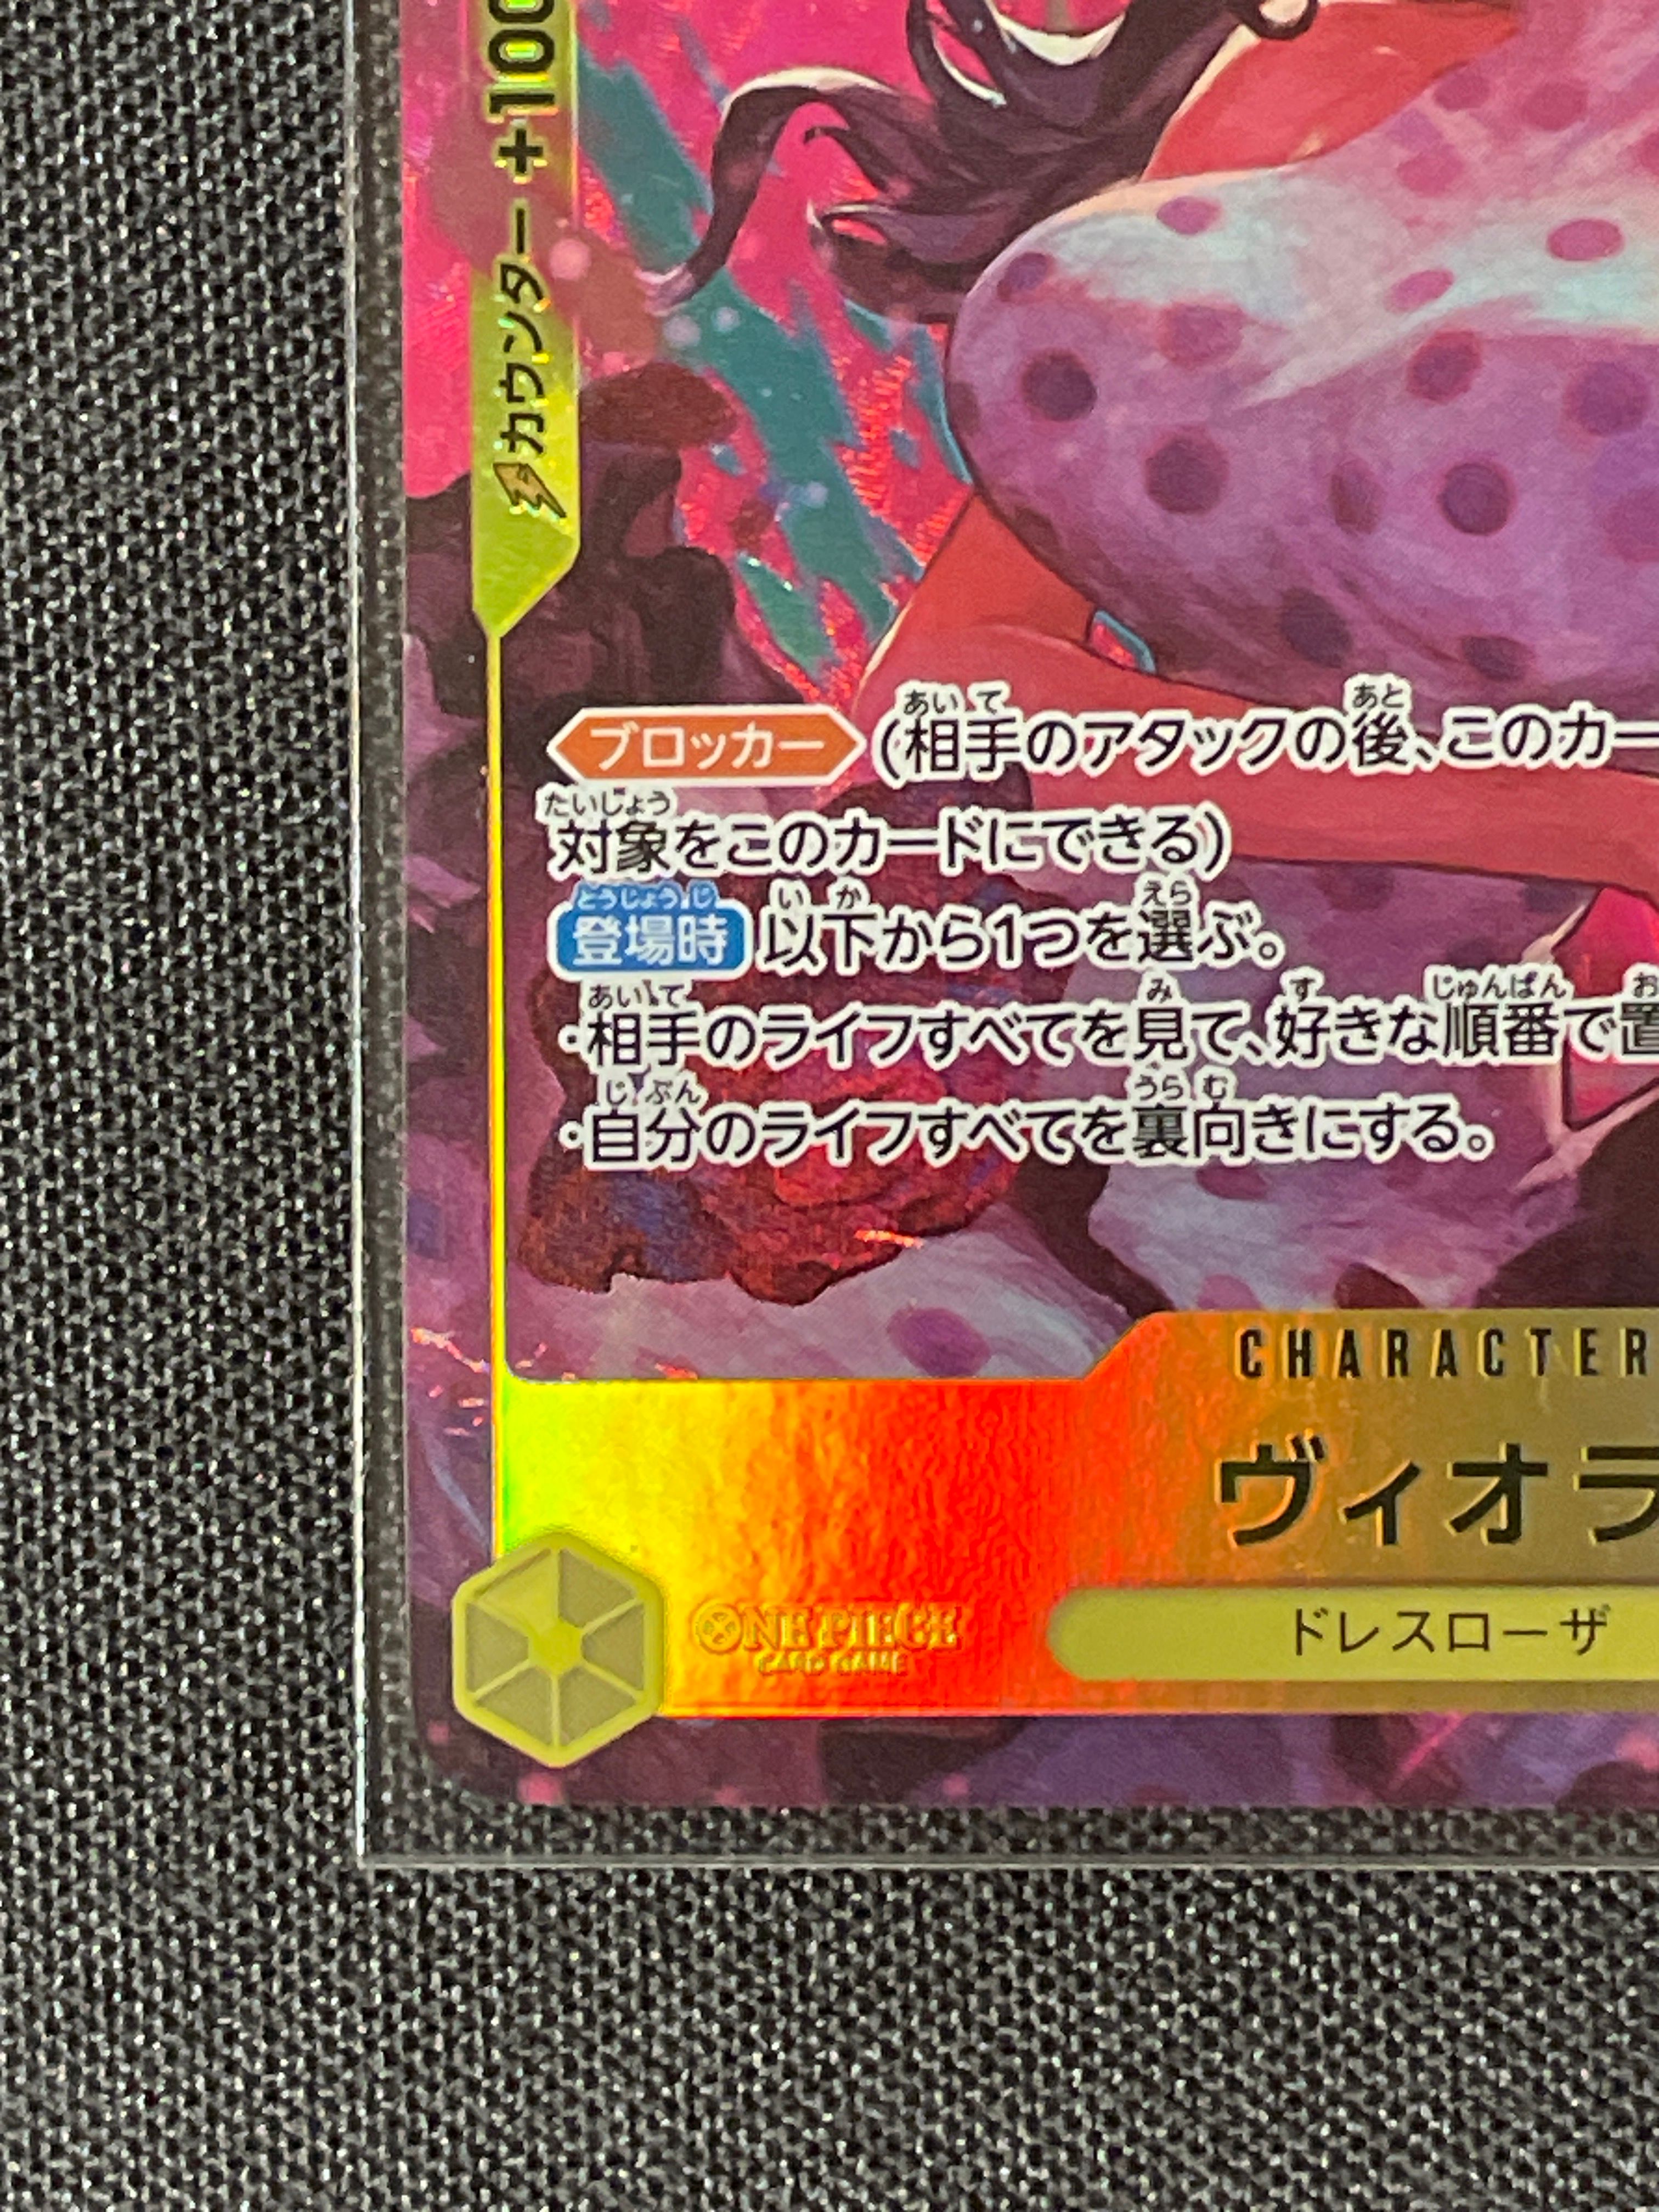 カウンター +100
ブロッカー (相手のアタックの後、このカー
対象をこのカードにできる)
登場時 以下から1つを選ぶ。
・相手のライフすべてを見て、好きな順番で置
・自分のライフすべてを裏向きにする。
CHARACTER
ヴィオラ
ONE PIECE
CARD GAME
ドレスローザ